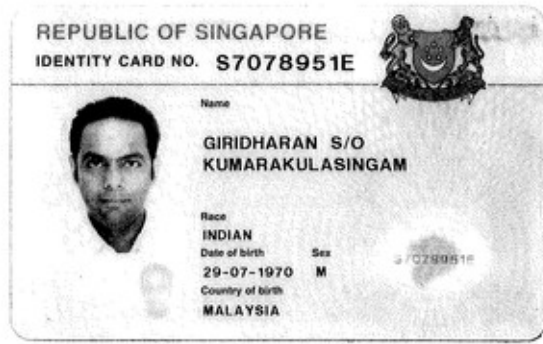 REPUBLIC OF SINGAPORE
IDENTITY CARD NO. S7078951E
Name
GIRIDHARAN S/O
KUMARAKULASINGAM
Race
INDIAN
Date of birth Sex
29-07-1970 M
Country of birth
MALAYSIA